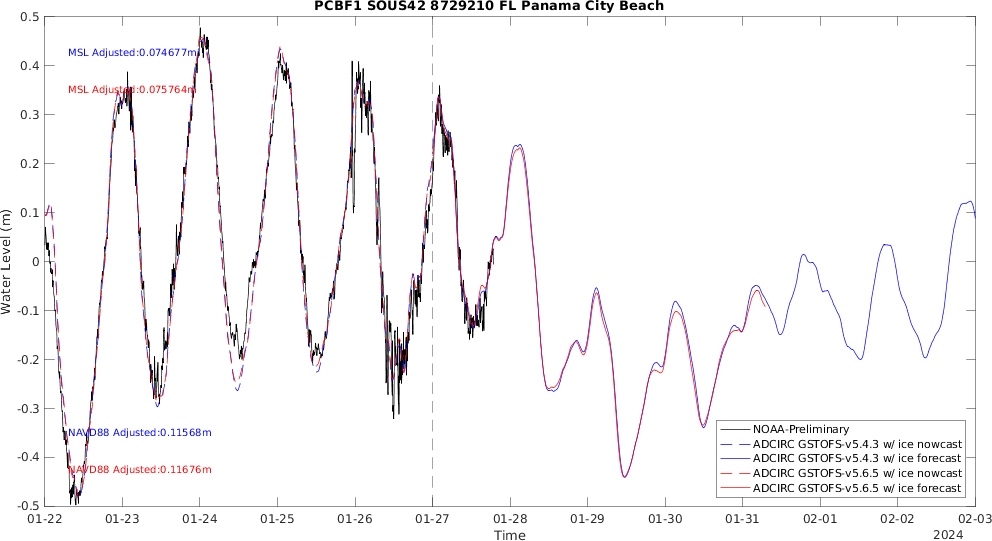 PCBF1 SOUS42 8729210 FL Panama City Beach
0.5
0.4
0.3
0.2
0.1
0
-0.1
-0.2
-0.3
-0.4
-0.5
Water Level (m)
MSL Adjusted:0.074677m
MSL Adjusted:0.075764m
NAVD88 Adjusted:0.11568m
NAVD88 Adjusted:0.11676m
NOAA-Preliminary
ADCIRC GSTOFS-v5.4.3 w/ ice nowcast
ADCIRC GSTOFS-v5.4.3 w/ ice forecast
ADCIRC GSTOFS-v5.6.5 w/ ice nowcast
ADCIRC GSTOFS-v5.6.5 w/ ice forecast
01-22 01-23 01-24 01-25 01-26 01-27 01-28 01-29 01-30 01-31 02-01 02-02 02-03
Time
2024